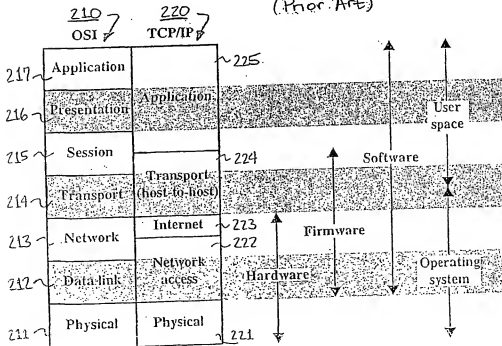 (Prior Art)
210 220
OSI TCP/IP
217 Application 225
216 Presentation Application User space
215 Session 224 Software
214 Transport Transport (host-to-host)
Internet 223
213 Network 222 Firmware
212 Data link Network access Hardware Operating system
211 Physical Physical 221